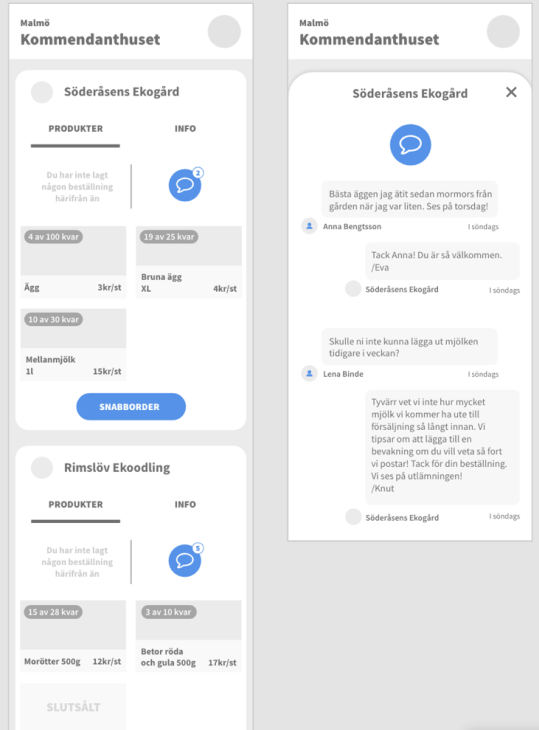 Malmö
Kommendanthuset
Söderåsens Ekogård
PRODUKTER
INFO
Du har inte lagt
någon beställning
härifrån än
2
4 av 100 kvar
Ägg
3kr/st
19 av 25 kvar
Bruna ägg
XL
4kr/st
10 av 30 kvar
Mellanmjölk
1l
15kr/st
SNABBORDER
Rimslöv Ekoodling
PRODUKTER
INFO
Du har inte lagt
någon beställning
härifrån än
5
15 av 28 kvar
Morötter 500g
12kr/st
3 av 10 kvar
Betor röda
och gula 500g
17kr/st
SLUTSÅLT
Malmö
Kommendanthuset
Söderåsens Ekogård
Bästa äggen jag ätit sedan mormors från
gården när jag var liten. Ses på torsdag!
Anna Bengtsson
I söndags
Tack Anna! Du är så välkommen.
/Eva
Söderåsens Ekogård
I söndags
Skulle ni inte kunna lägga ut mjölken
tidigare i veckan?
Lena Binde
I söndags
Tyvärr vet vi inte hur mycket
mjölk vi kommer ha ute till
försäljning så långt innan. Vi
tipsar om att lägga till en
bevakning om du vill veta så fort
vi postar! Tack för din beställning.
Vi ses på utlämningen!
/Knut
Söderåsens Ekogård
I söndags